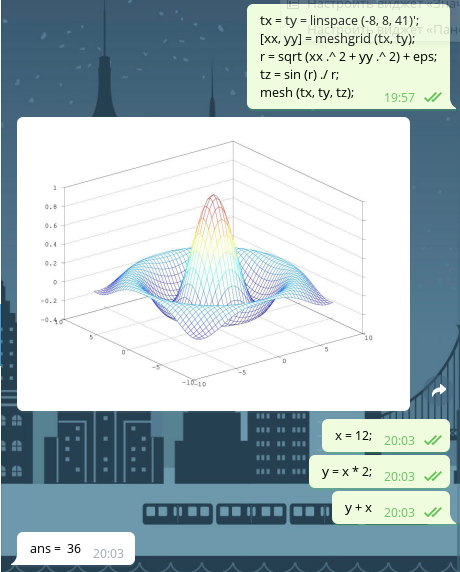 Настроить виджет «Знач
tx = ty = linspace (-8, 8, 41)';
[xx, yy] = meshgrid (tx, ty);
Настроить виджет «Пан
r = sqrt (xx .^ 2 + yy .^ 2) + eps;
tz = sin (r) ./ r;
mesh (tx, ty, tz);
19:57
1
0.8
0.6
0.4
0.2
0
-0.2
-0.4
10
5
0
-5
-10
-10
-5
0
5
10
x = 12;
20:03
y = x * 2;
20:03
y + x
20:03
ans = 36
20:03